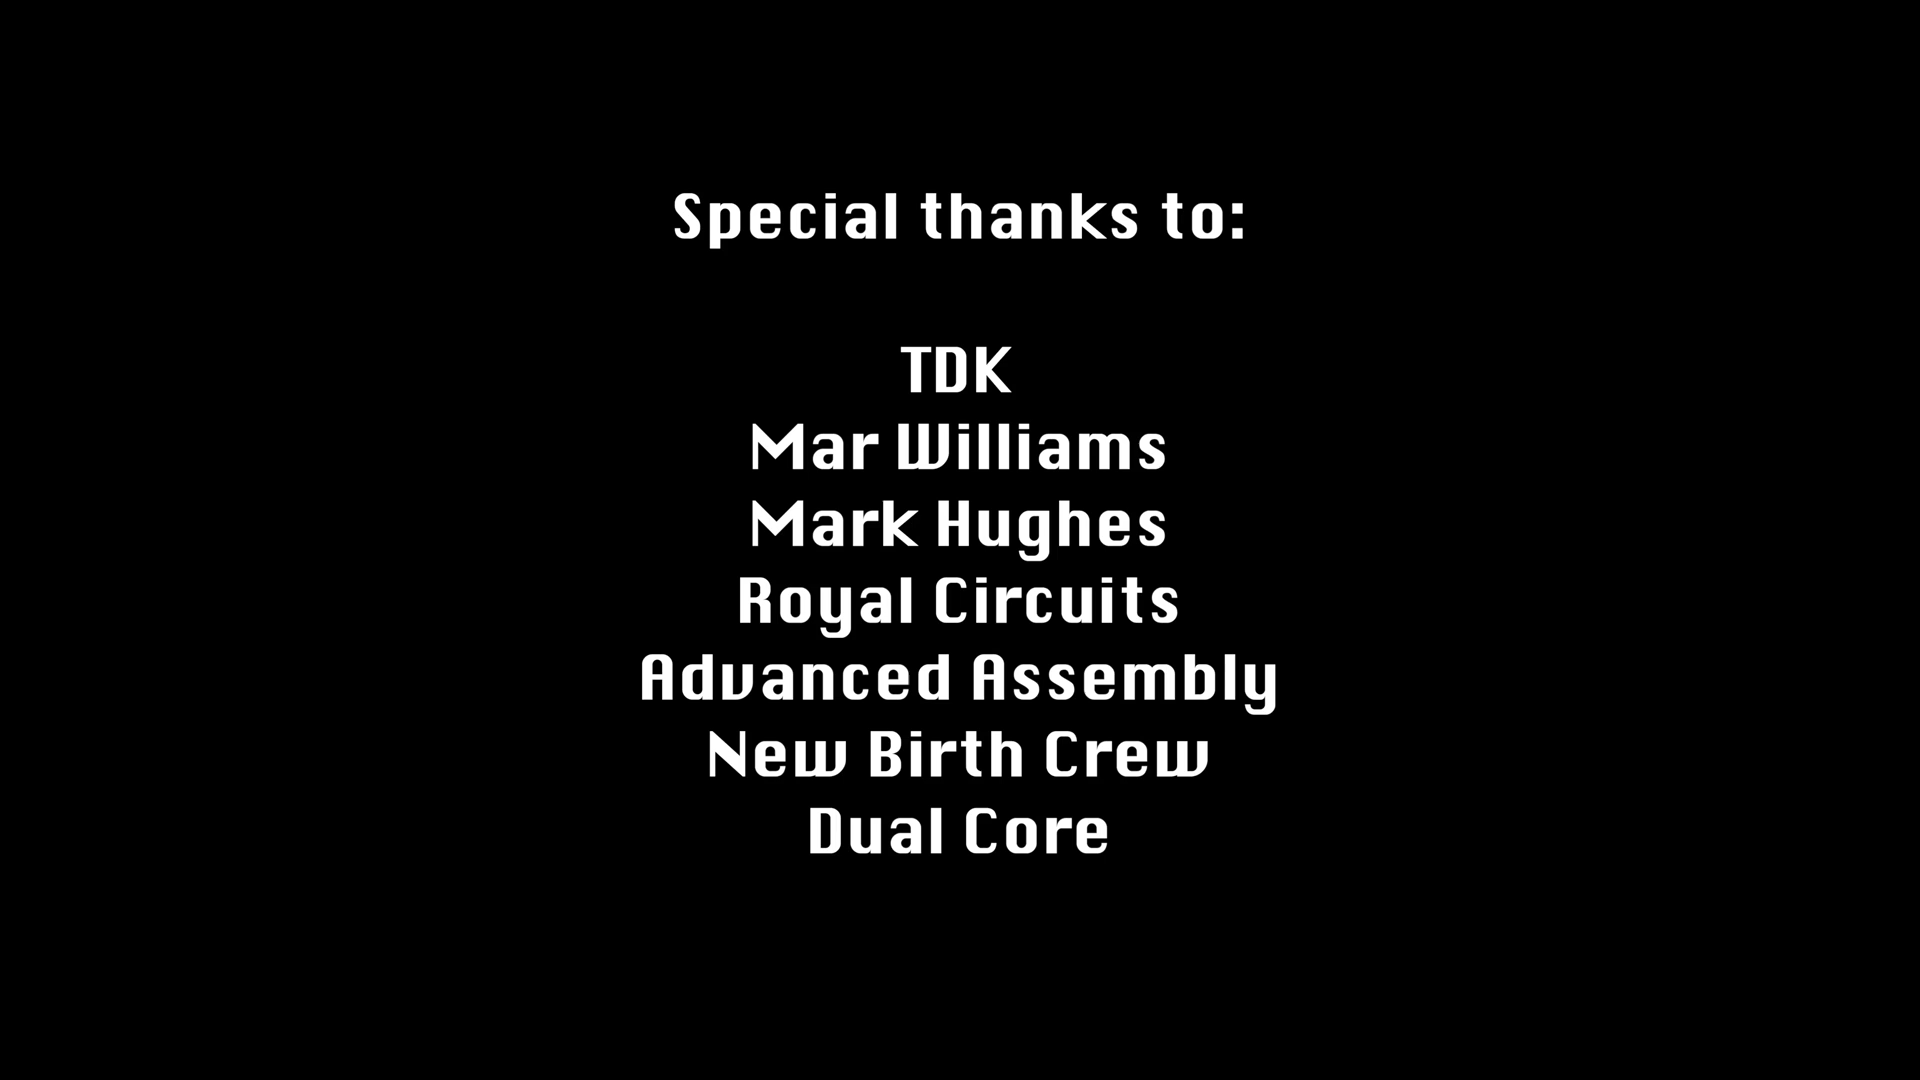 Special thanks to:
TDK
Mar Williams
Mark Hughes
Royal Circuits
Advanced Assembly
New Birth Crew
Dual Core